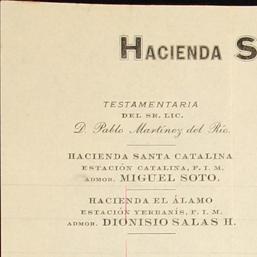 HACIENDA S
TESTAMENTARIA
DEL SR. LIC.
D. Pablo Martínez del Río.
HACIENDA SANTA CATALINA
ESTACIÓN CATALINA, F. I. M.
ADMOR. MIGUEL SOTO.
HACIENDA EL ÁLAMO
ESTACIÓN YERBANÍS, F. I. M.
ADMOR. DIONISIO SALAS H.